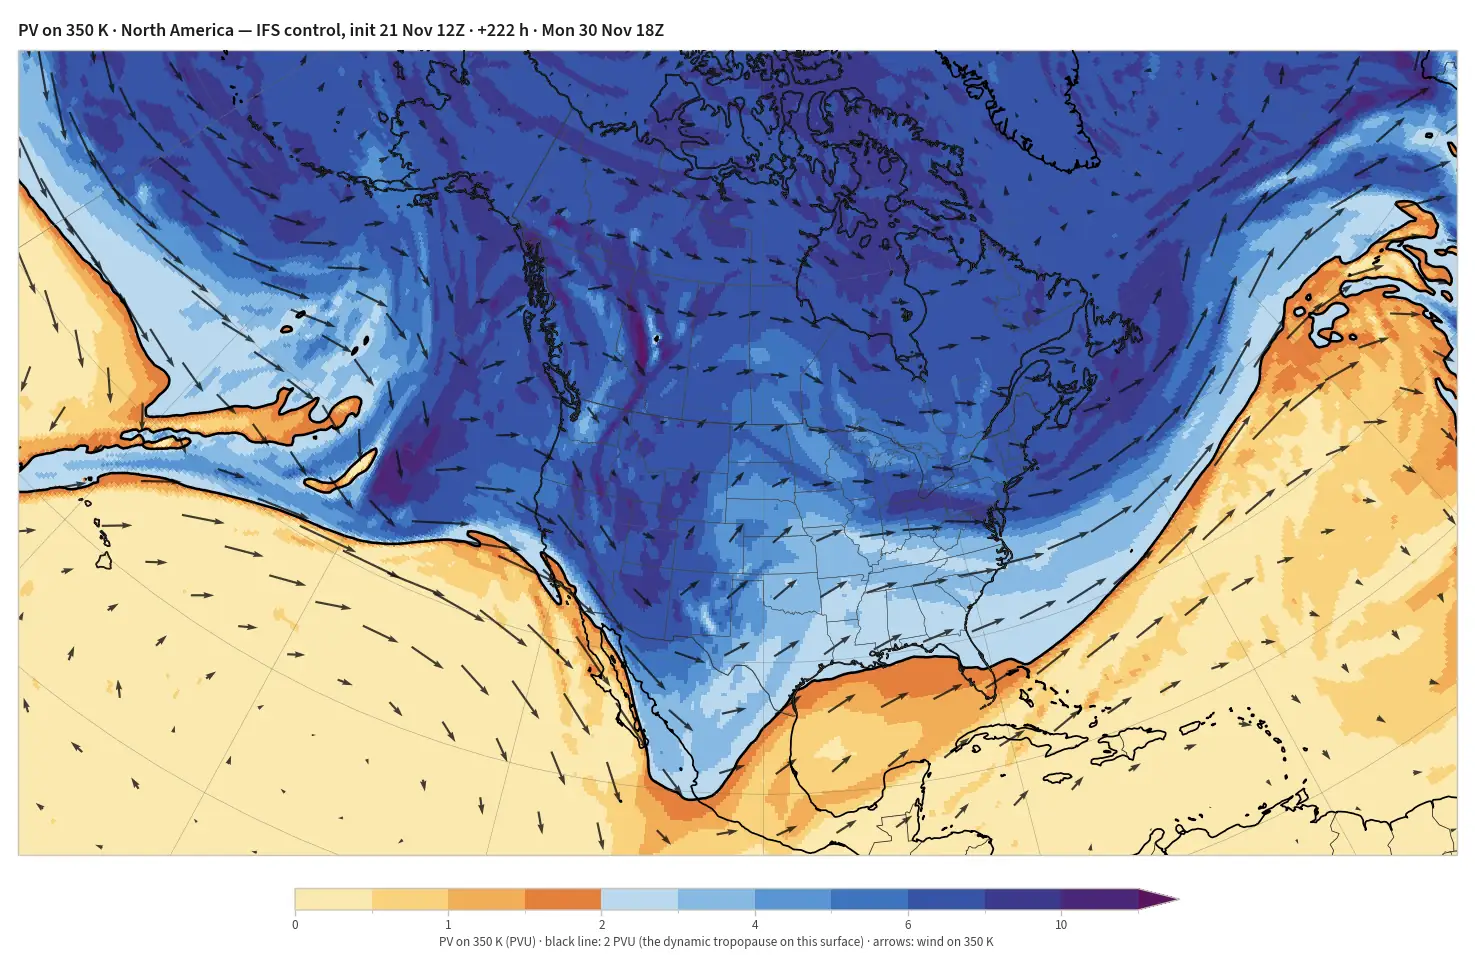 PV on 350 K · North America — IFS control, init 21 Nov 12Z · +222 h · Mon 30 Nov 18Z
0 1 2 4 6 10
PV on 350 K (PVU) · black line: 2 PVU (the dynamic tropopause on this surface) · arrows: wind on 350 K